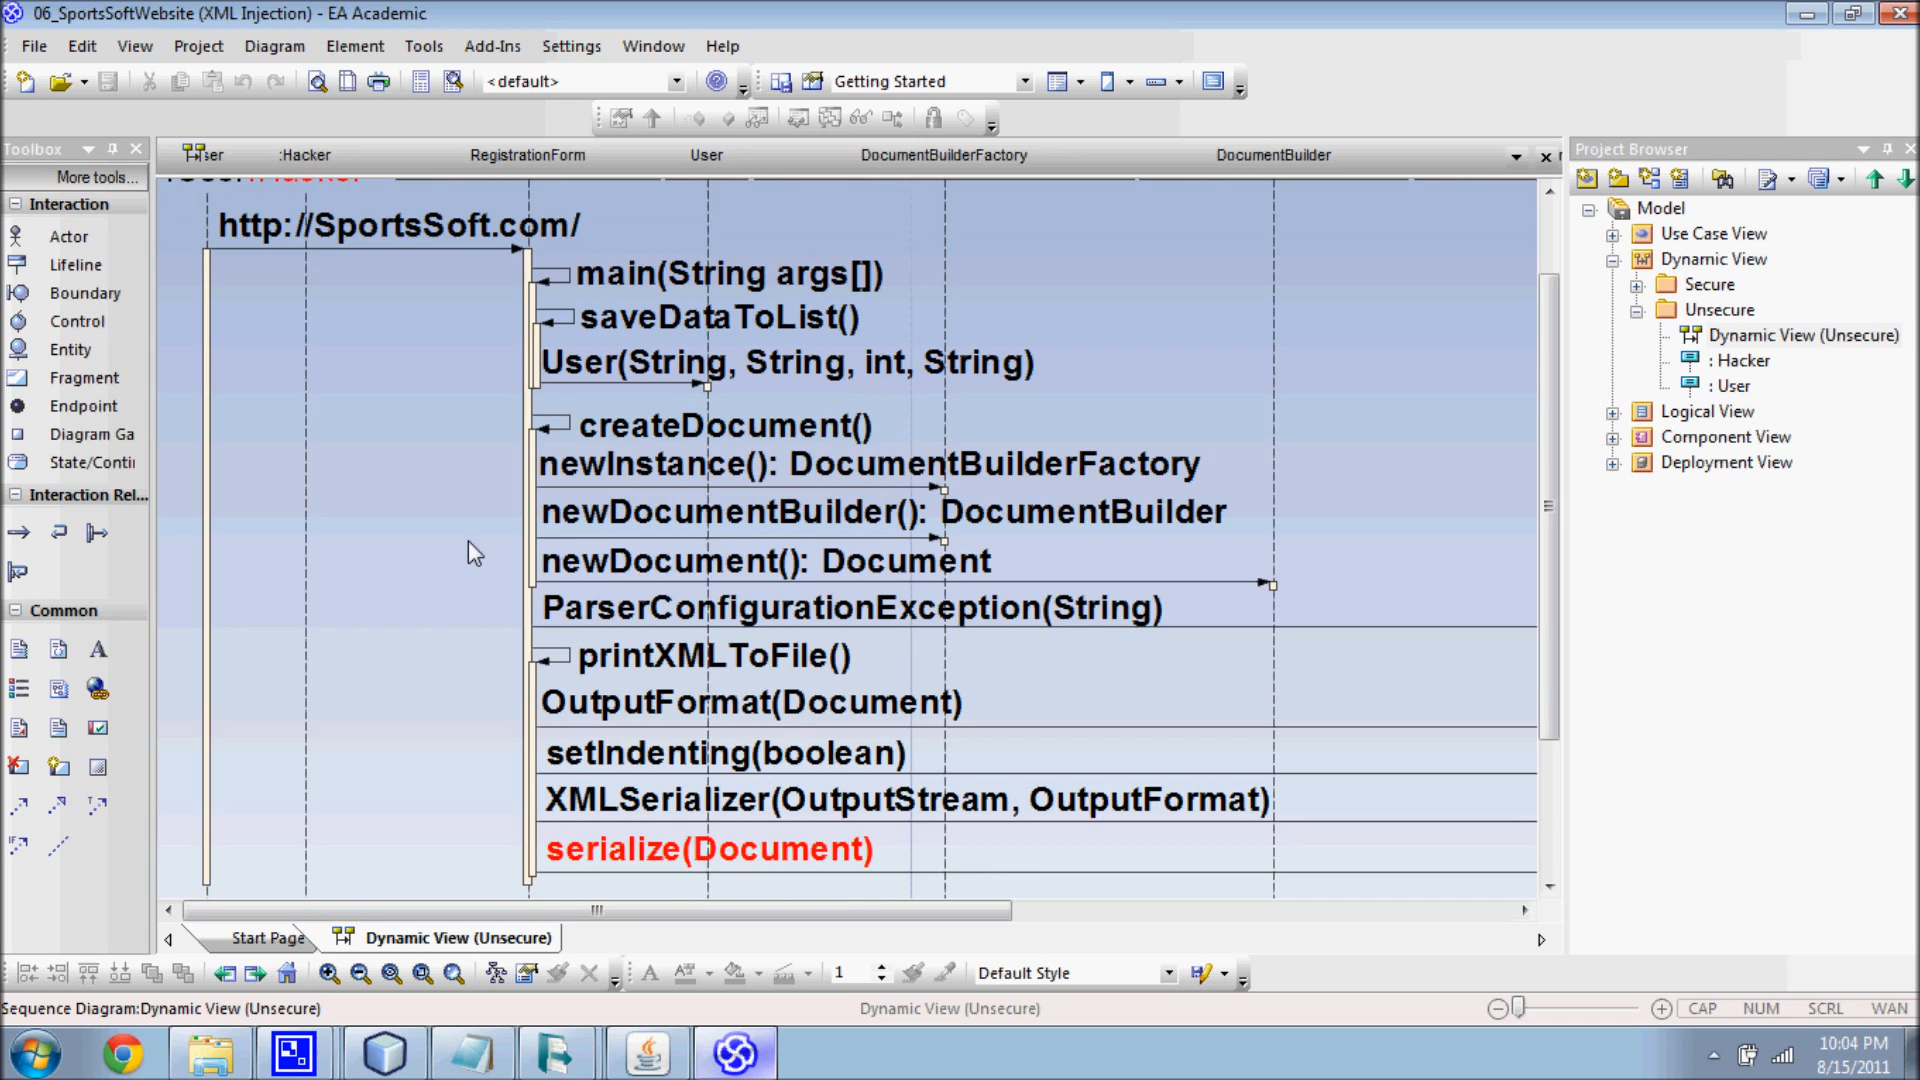 06_SportsSoftWebsite (XML Injection) - EA Academic
File Edit View Project Diagram Element Tools Add-Ins Settings Window Help
<default>
Getting Started
Toolbox
More tools...
Interaction
Actor
Lifeline
Boundary
Control
Entity
Fragment
Endpoint
Diagram Ga
State/Conti
Interaction Rel...
Common
:Hacker RegistrationForm User DocumentBuilderFactory DocumentBuilder
http://SportsSoft.com/
main(String args[])
saveDataToList()
User(String, String, int, String)
createDocument()
newInstance(): DocumentBuilderFactory
newDocumentBuilder(): DocumentBuilder
newDocument(): Document
ParserConfigurationException(String)
printXMLToFile()
OutputFormat(Document)
setIndenting(boolean)
XMLSerializer(OutputStream, OutputFormat)
serialize(Document)
Start Page Dynamic View (Unsecure)
Project Browser
Model
Use Case View
Dynamic View
Secure
Unsecure
Dynamic View (Unsecure)
: Hacker
: User
Logical View
Component View
Deployment View
1
Default Style
Sequence Diagram:Dynamic View (Unsecure) Dynamic View (Unsecure) CAP NUM SCRL WAN
10:04 PM
8/15/2011